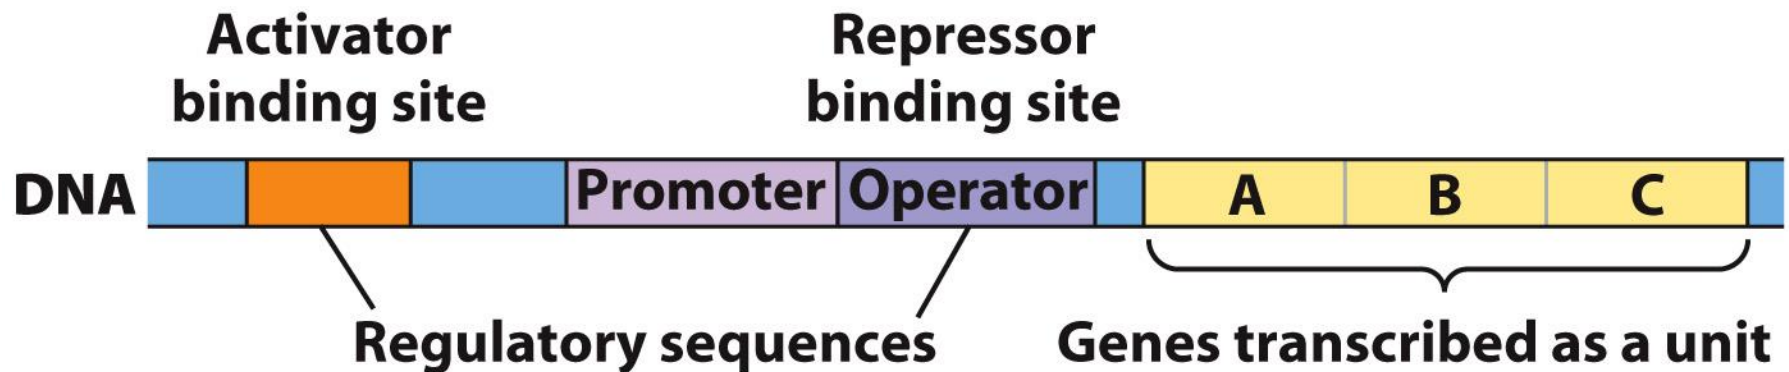 Activator
binding site
Repressor
binding site
DNA
Promoter
Operator
A
B
C
Regulatory sequences
Genes transcribed as a unit